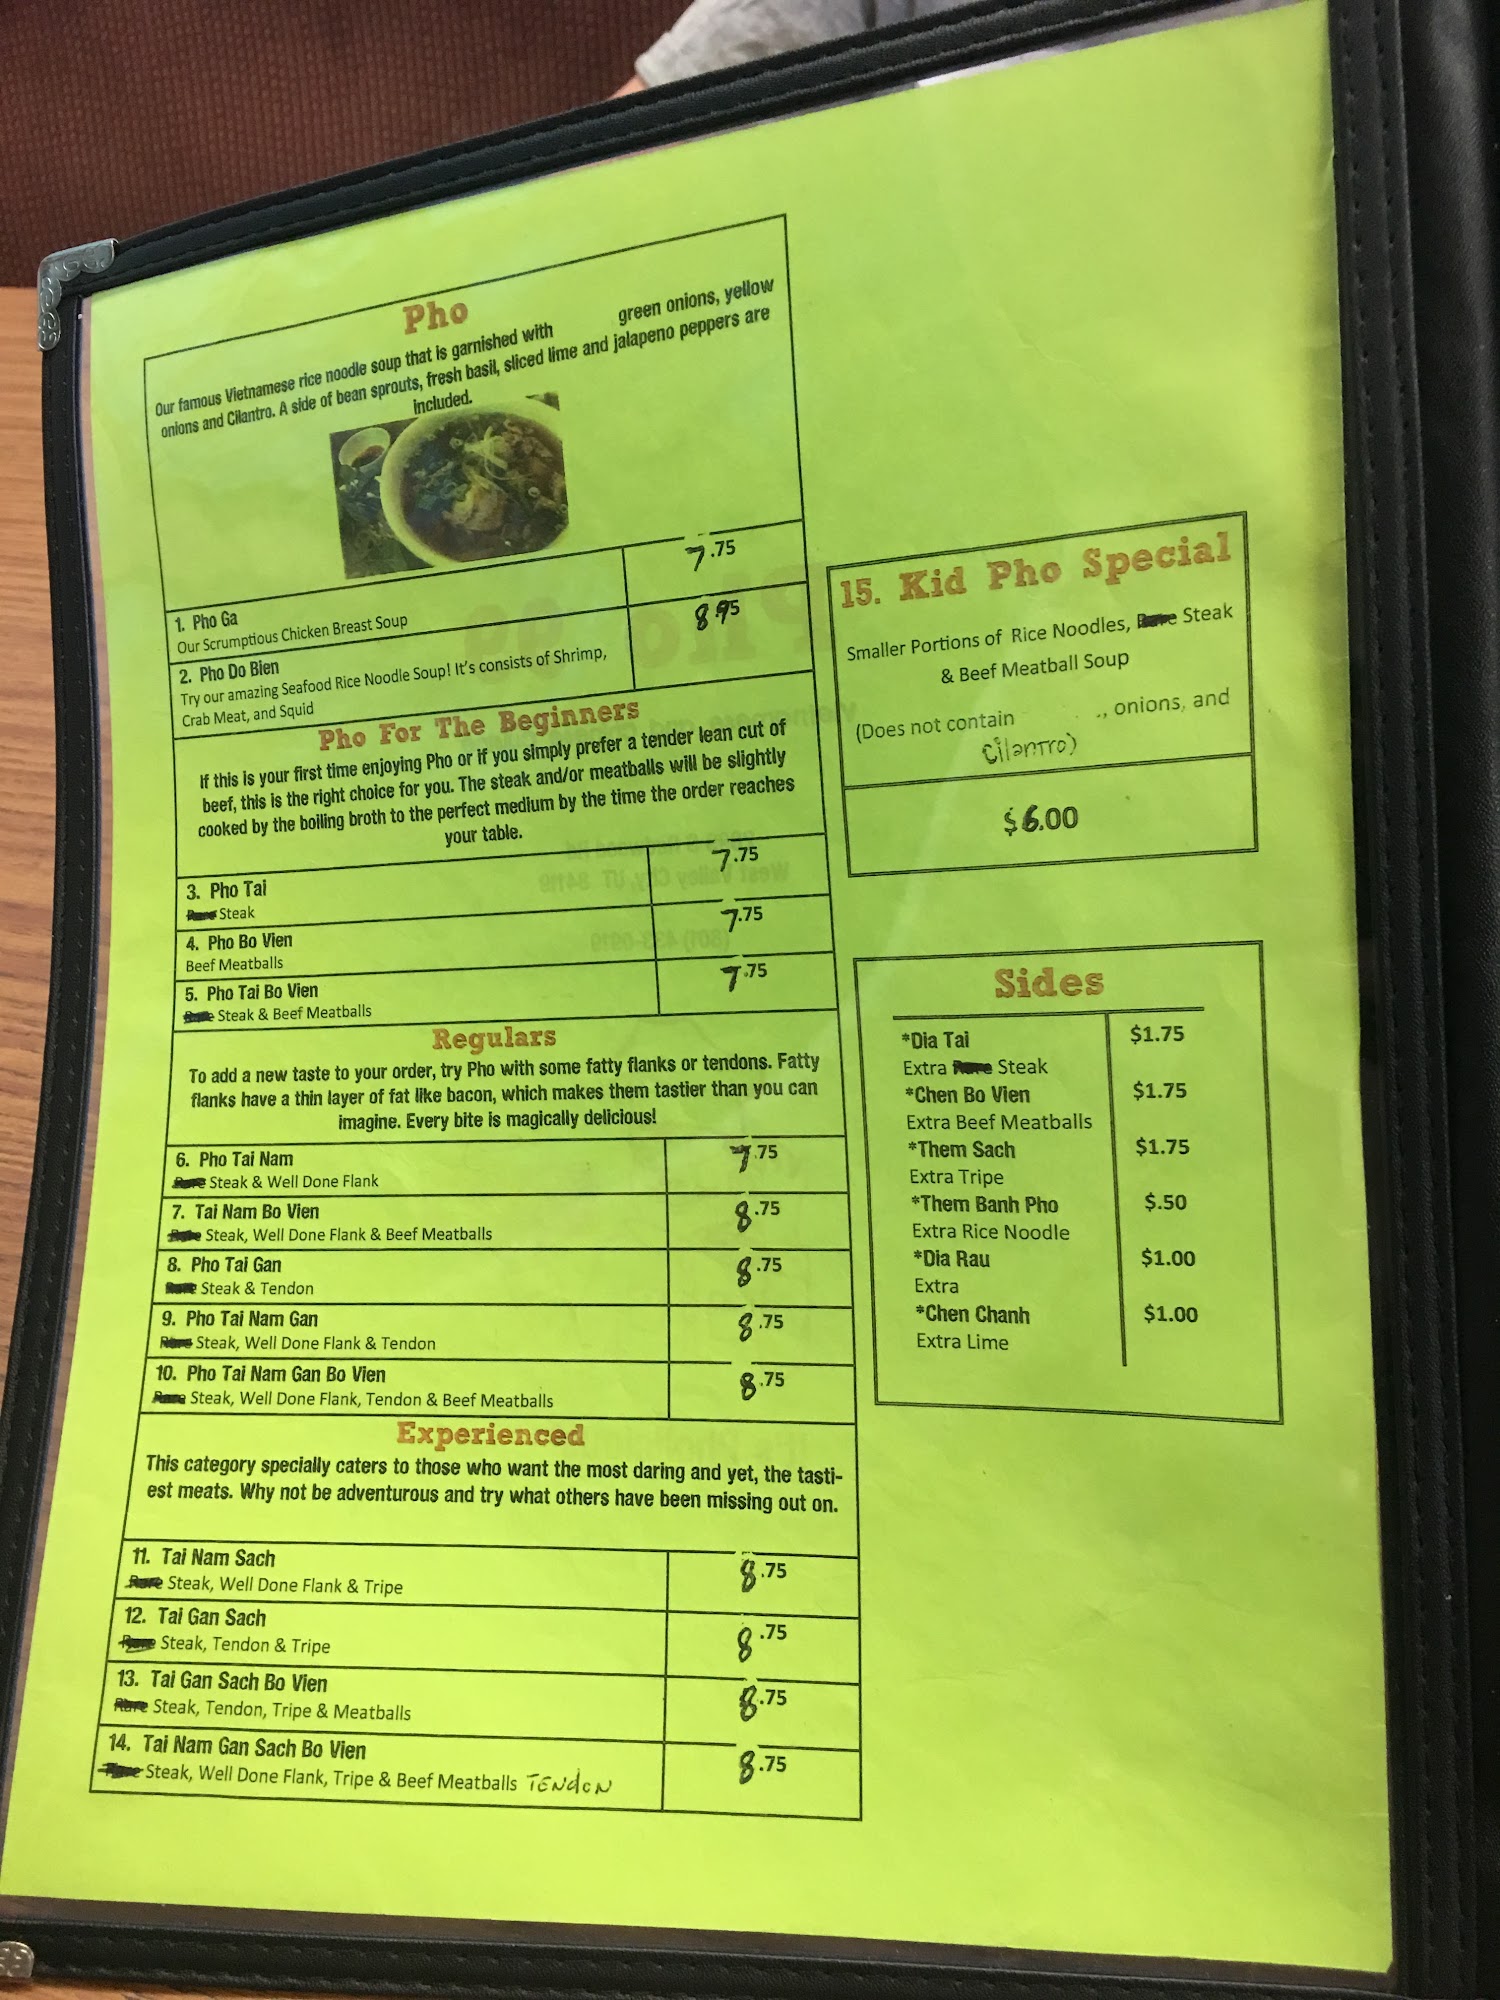 Pho
Our famous Vietnamese rice noodle soup that is garnished with green onions, yellow
onions and Cilantro. A side of bean sprouts, fresh basil, sliced lime and jalapeno peppers are
included.
1. Pho Ga 7.75
Our Scrumptious Chicken Breast Soup
2. Pho Do Bien 8.95
Try our amazing Seafood Rice Noodle Soup! It's consists of Shrimp,
Crab Meat, and Squid
Pho For The Beginners
If this is your first time enjoying Pho or if you simply prefer a tender lean cut of
beef, this is the right choice for you. The steak and/or meatballs will be slightly
cooked by the boiling broth to the perfect medium by the time the order reaches
your table.
3. Pho Tai 7.75
Steak
4. Pho Bo Vien 7.75
Beef Meatballs
5. Pho Tai Bo Vien 7.75
Steak & Beef Meatballs
Regulars
To add a new taste to your order, try Pho with some fatty flanks or tendons. Fatty
flanks have a thin layer of fat like bacon, which makes them tastier than you can
imagine. Every bite is magically delicious!
6. Pho Tai Nam 7.75
Steak & Well Done Flank
7. Tai Nam Bo Vien 8.75
Steak, Well Done Flank & Beef Meatballs
8. Pho Tai Gan 8.75
Steak & Tendon
9. Pho Tai Nam Gan 8.75
Steak, Well Done Flank & Tendon
10. Pho Tai Nam Gan Bo Vien 8.75
Steak, Well Done Flank, Tendon & Beef Meatballs
Experienced
This category specially caters to those who want the most daring and yet, the tasti-
est meats. Why not be adventurous and try what others have been missing out on.
11. Tai Nam Sach 8.75
Steak, Well Done Flank & Tripe
12. Tai Gan Sach 8.75
Steak, Tendon & Tripe
13. Tai Gan Sach Bo Vien 8.75
Steak, Tendon, Tripe & Meatballs
14. Tai Nam Gan Sach Bo Vien 8.75
Steak, Well Done Flank, Tripe & Beef Meatballs TENdON
15. Kid Pho Special
Smaller Portions of Rice Noodles, Steak
& Beef Meatball Soup
(Does not contain ., onions, and
Cilantro)
$6.00
Sides
*Dia Tai $1.75
Extra Steak
*Chen Bo Vien $1.75
Extra Beef Meatballs
*Them Sach $1.75
Extra Tripe
*Them Banh Pho $.50
Extra Rice Noodle
*Dia Rau $1.00
Extra
*Chen Chanh $1.00
Extra Lime